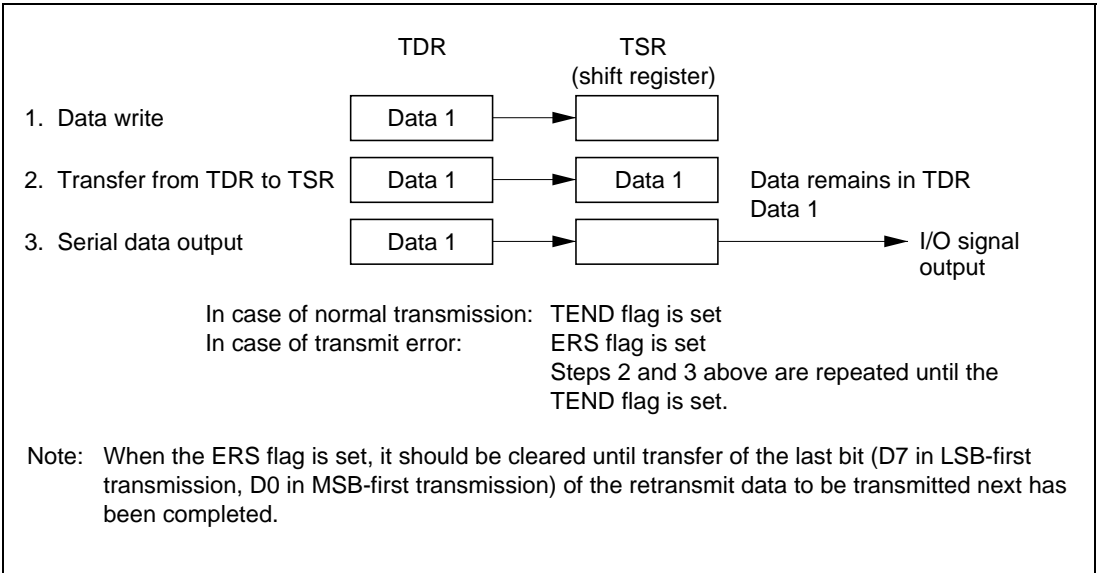 TDR TSR
(shift register)
1. Data write Data 1
2. Transfer from TDR to TSR Data 1 Data 1 Data remains in TDR
Data 1
3. Serial data output Data 1 I/O signal
output
In case of normal transmission: TEND flag is set
In case of transmit error: ERS flag is set
Steps 2 and 3 above are repeated until the
TEND flag is set.
Note: When the ERS flag is set, it should be cleared until transfer of the last bit (D7 in LSB-first
transmission, D0 in MSB-first transmission) of the retransmit data to be transmitted next has
been completed.